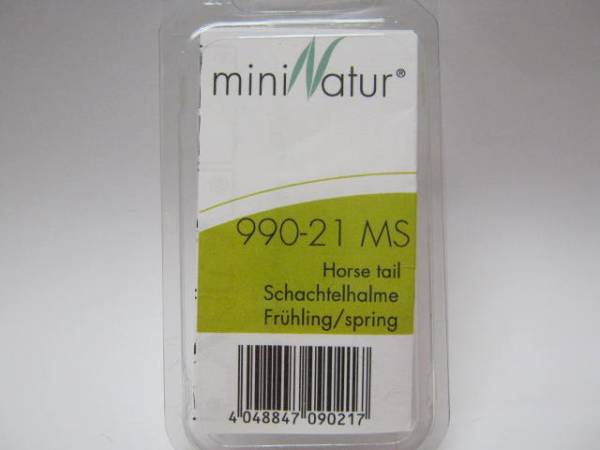 miniNatur®
990-21 MS
Horse tail
Schachtelhalme
Frühling/spring
4 048847 090217